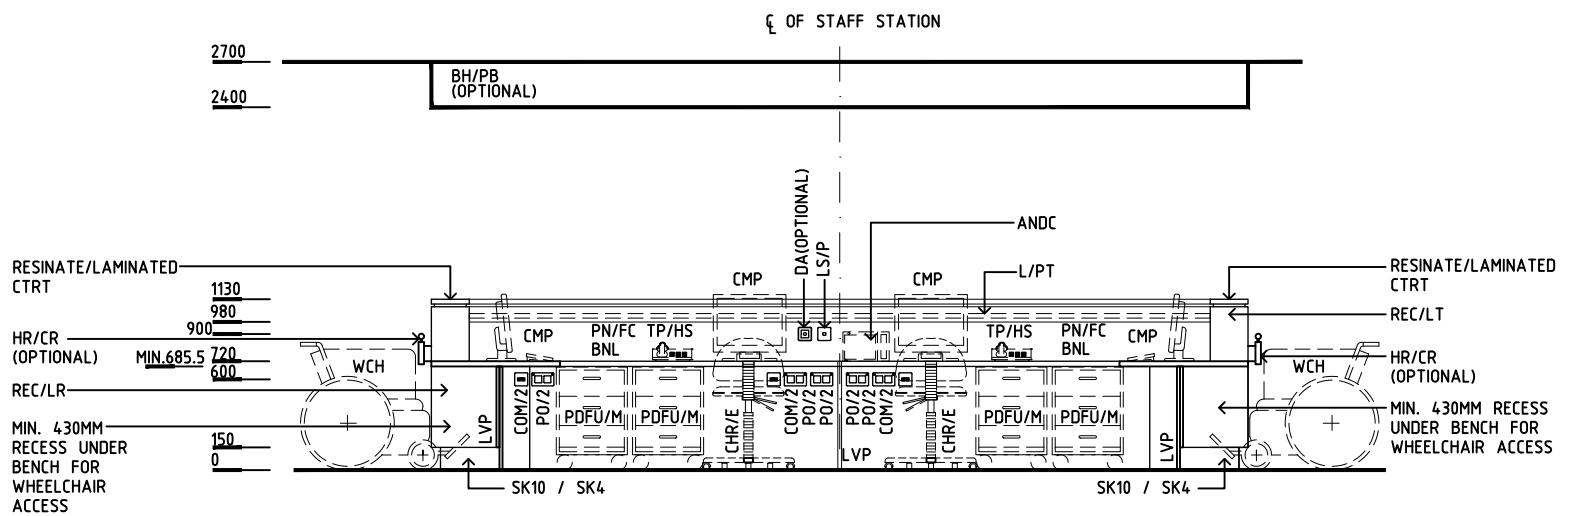 ℄ OF STAFF STATION
2700
BH/PB
(OPTIONAL)
2400
DA(OPTIONAL)
LS/P
ANDC
L/PT
CMP
CMP
RESINATE/LAMINATED
CTRT
1130
980
900
HR/CR
(OPTIONAL)
MIN.685.5
720
600
WCH
REC/LR
MIN. 430MM
RECESS UNDER
BENCH FOR
WHEELCHAIR
ACCESS
150
0
CMP
PN/FC
BNL
TP/HS
TP/HS
PN/FC
BNL
CMP
LVP
COM/2
PO/2
PDFU/M
PDFU/M
CHR/E
COM/2
PO/2
PO/2
LVP
PO/2
PO/2
COM/2
CHR/E
PDFU/M
PDFU/M
LVP
SK10 / SK4
SK10 / SK4
RESINATE/LAMINATED
CTRT
REC/LT
WCH
HR/CR
(OPTIONAL)
MIN. 430MM RECESS
UNDER BENCH FOR
WHEELCHAIR ACCESS